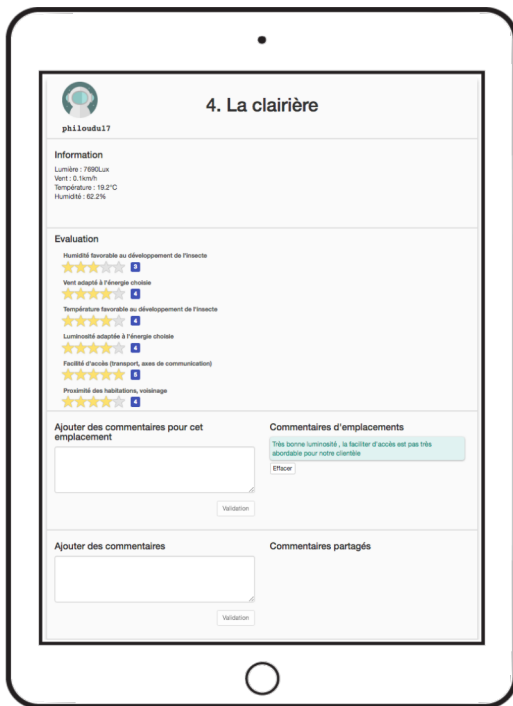 4. La clairière
philoudu17
Information
Lumière : 7690Lux
Vent : 0.1km/h
Température : 19.2°C
Humidité : 62.2%
Evaluation
Humidité favorable au développement de l'insecte
3
Vent adapté à l'énergie choisie
4
Température favorable au développement de l'insecte
4
Luminosité adaptée à l'énergie choisie
4
Facilité d'accès (transport, axes de communication)
5
Proximité des habitations, voisinage
4
Ajouter des commentaires pour cet
emplacement
Validation
Commentaires d'emplacements
Très bonne luminosité , la faciliter d'accès est pas très
abordable pour notre clientèle
Effacer
Ajouter des commentaires
Validation
Commentaires partagés